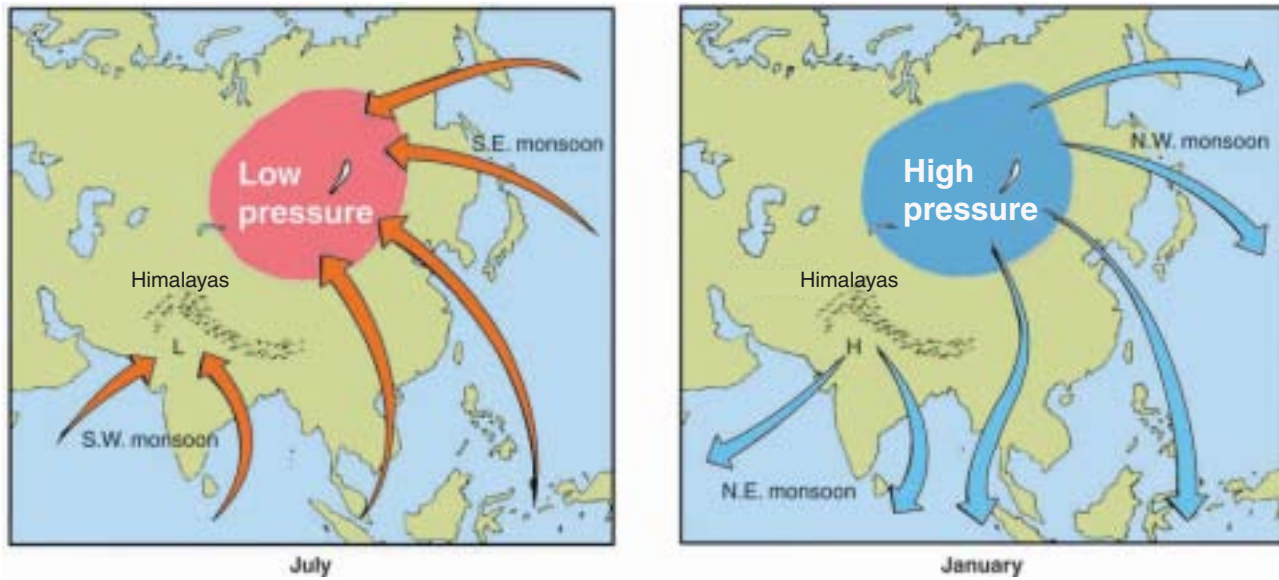 S.E. monsoon
Low
pressure
Himalayas
L
S.W. monsoon
July
N.W. monsoon
High
pressure
Himalayas
H
N.E. monsoon
January